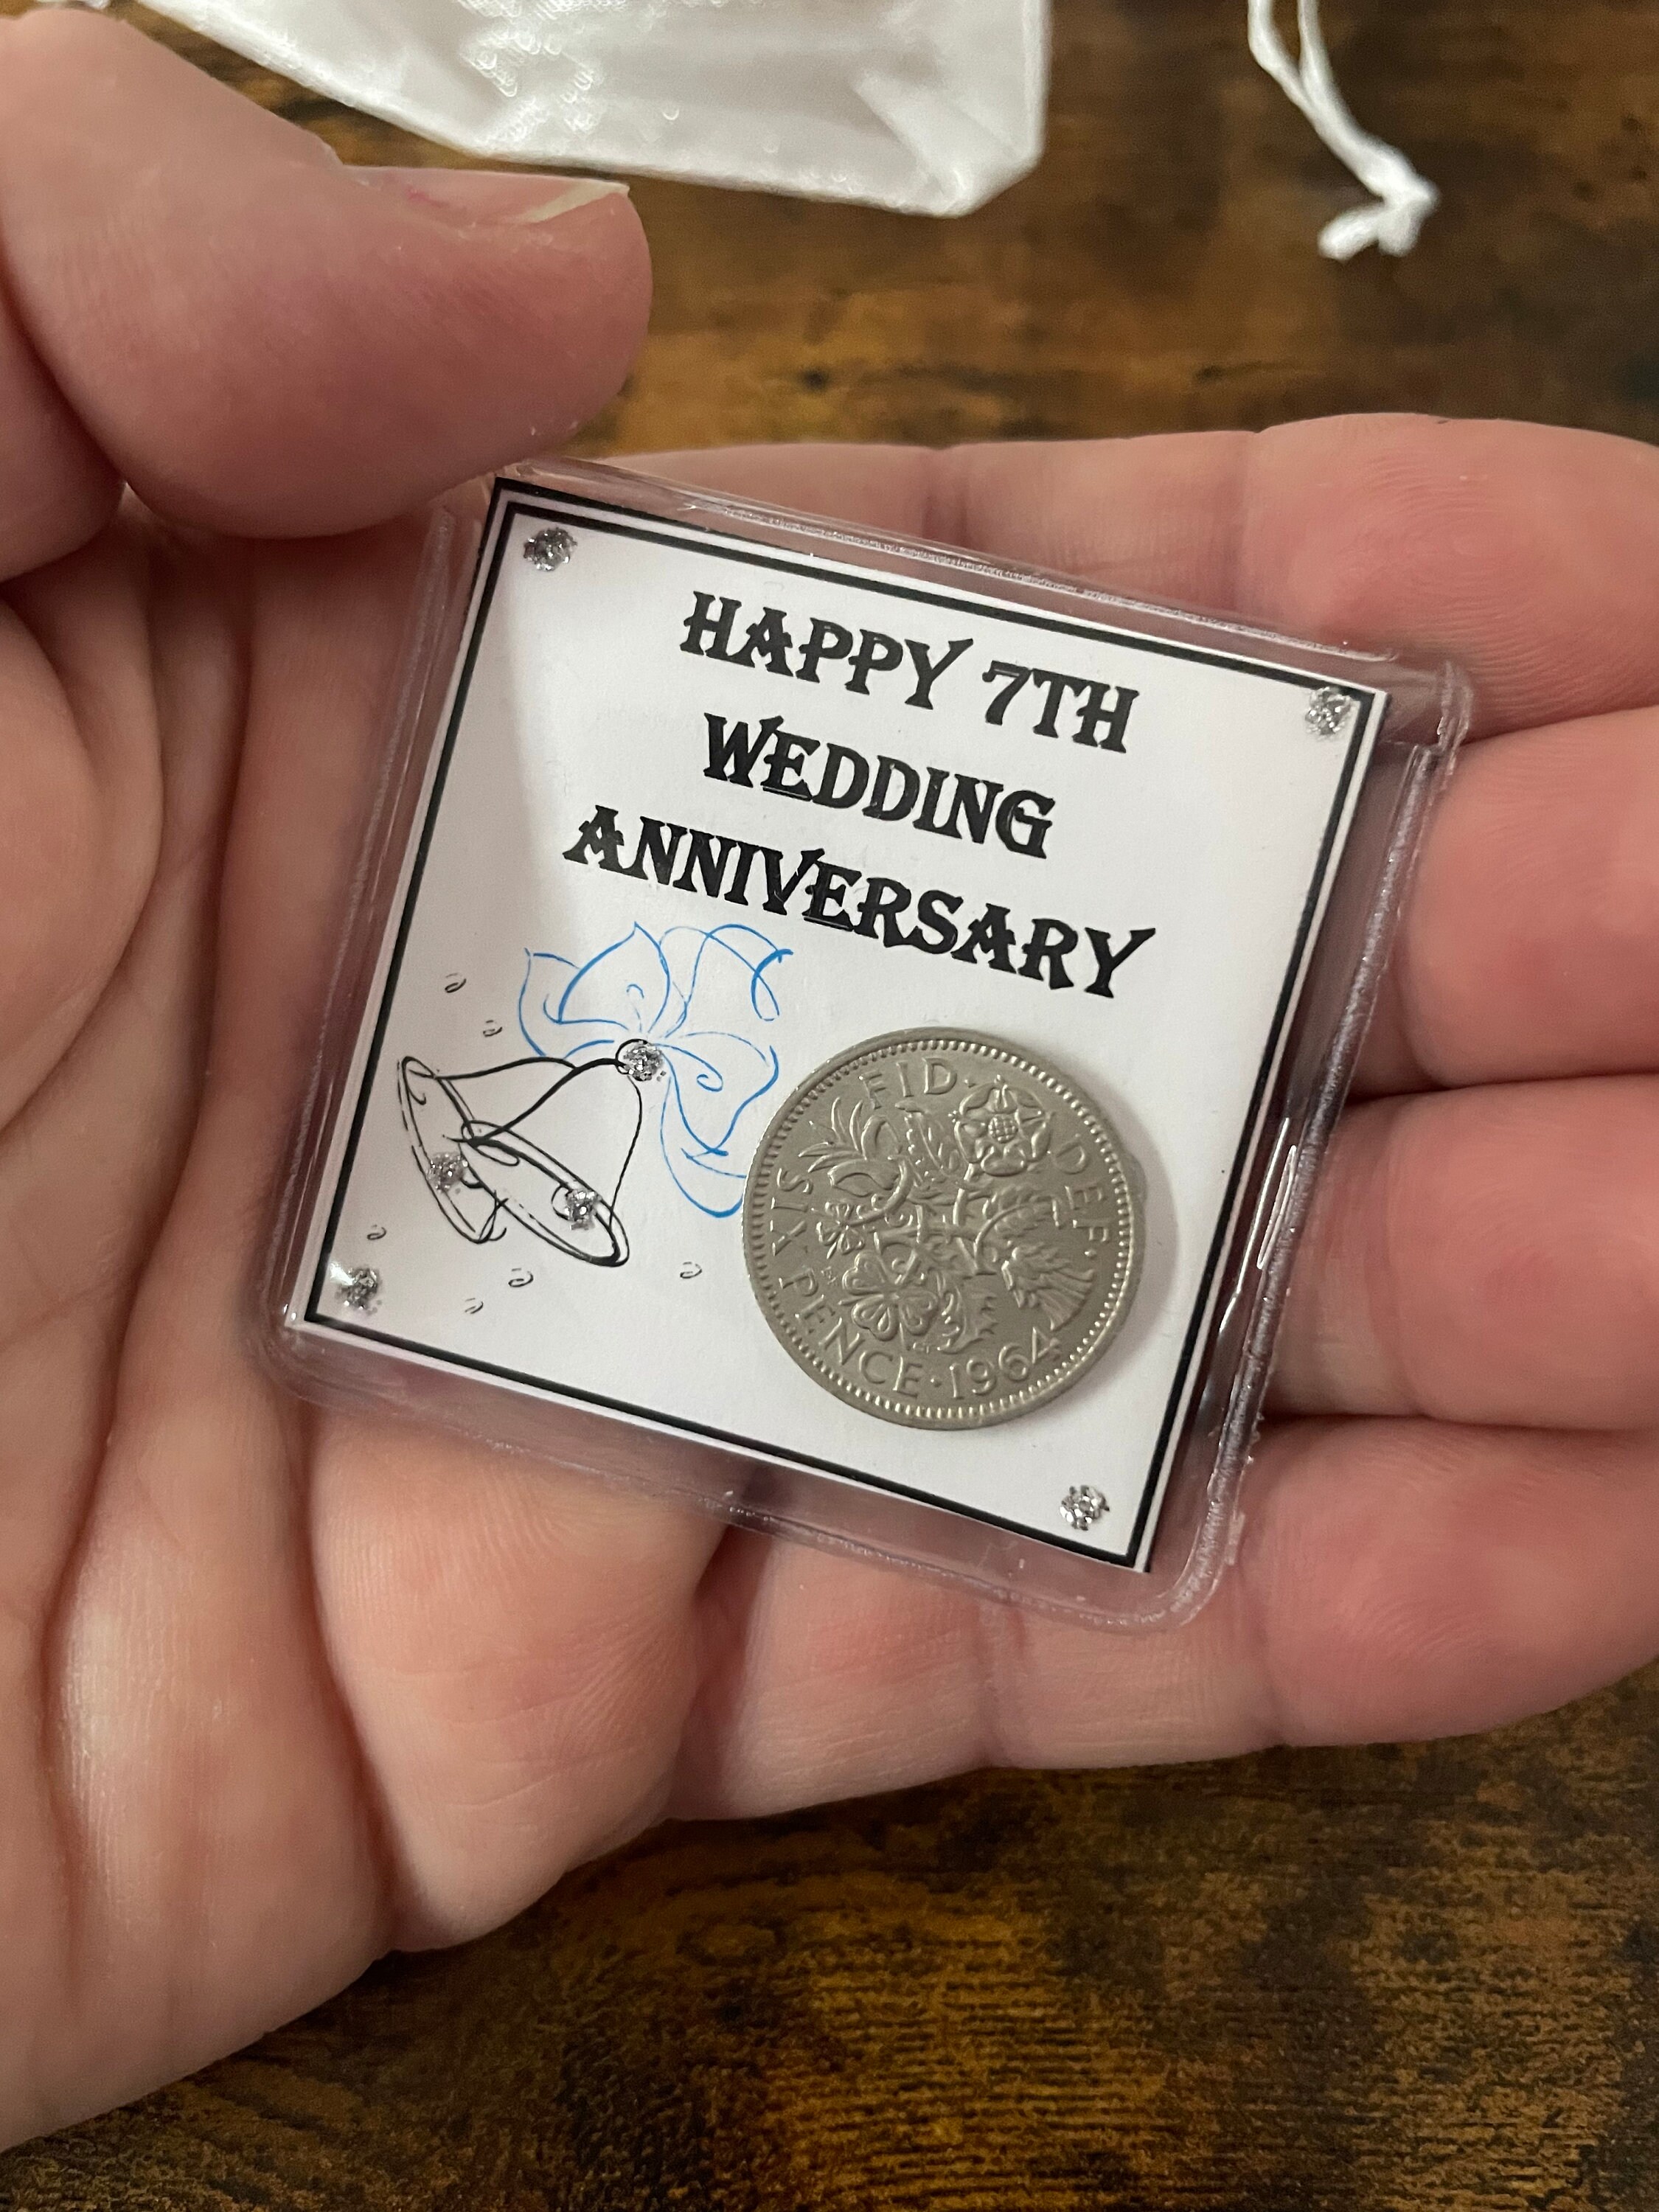 HAPPY 7TH
WEDDING
ANNIVERSARY
FID · DEF ·
SIX PENCE · 1964